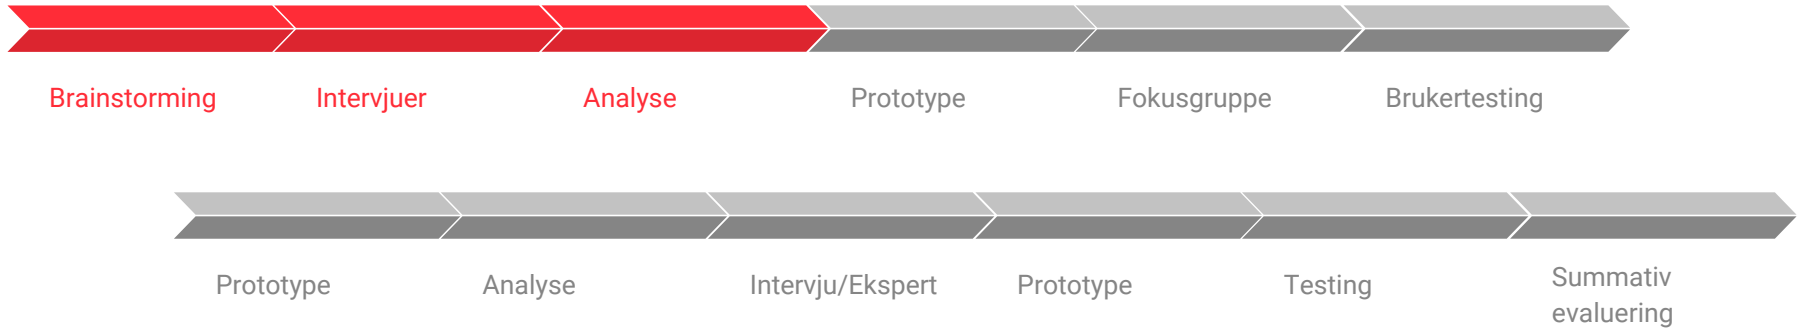 Brainstorming
Intervjuer
Analyse
Prototype
Fokusgruppe
Brukertesting
Prototype
Analyse
Intervju/Ekspert
Prototype
Testing
Summativ
evaluering